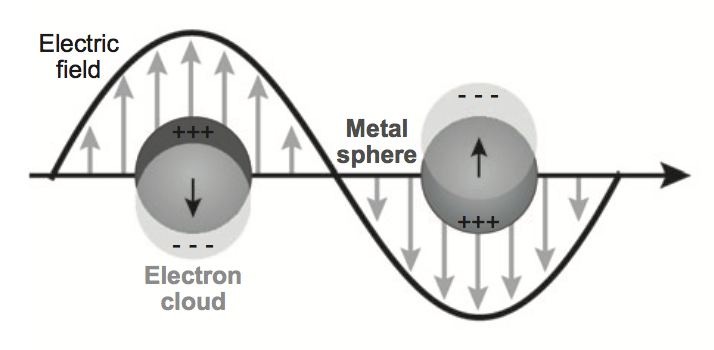 Electric
field
+++
- - -
Metal
sphere
- - -
+++
Electron
cloud